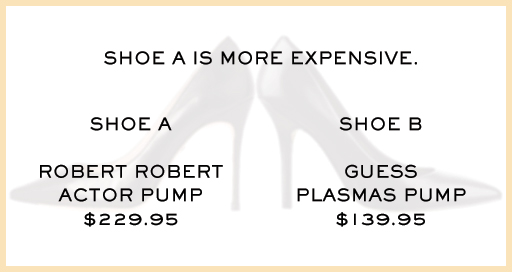 SHOE A IS MORE EXPENSIVE.
SHOE A
ROBERT ROBERT
ACTOR PUMP
$229.95
SHOE B
GUESS
PLASMAS PUMP
$139.95